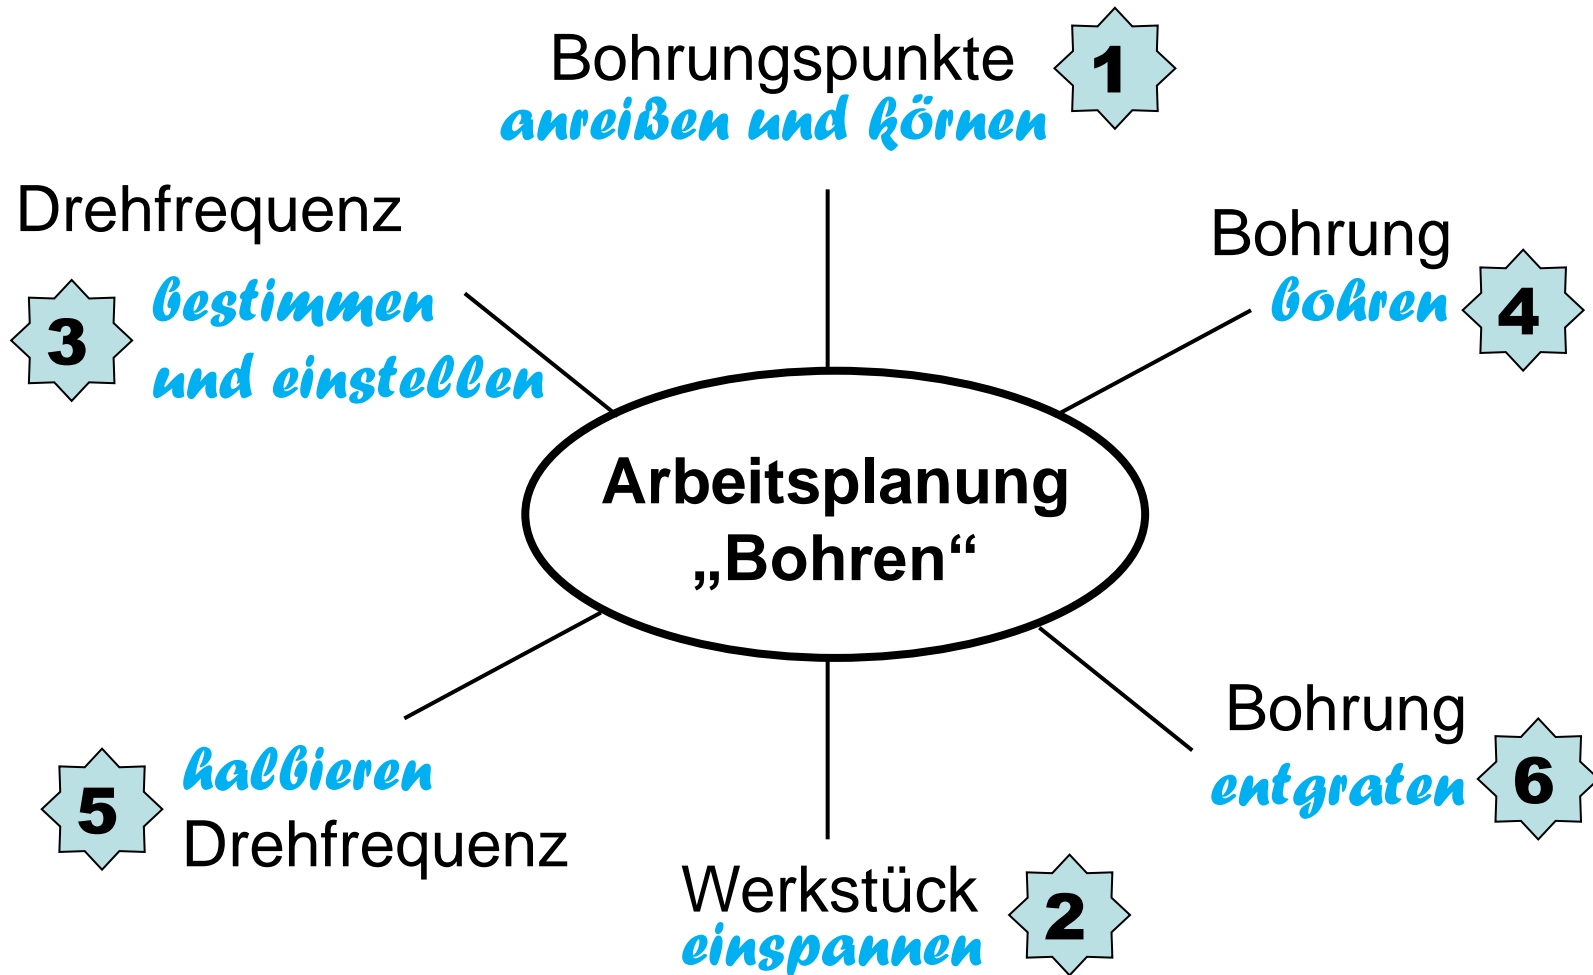 Bohrungspunkte 1
anreißen und körnen
Drehfrequenz
3 bestimmen
und einstellen
Bohrung
bohren 4
Arbeitsplanung
„Bohren“
5 halbieren
Drehfrequenz
Bohrung
entgraten 6
Werkstück 2
einspannen